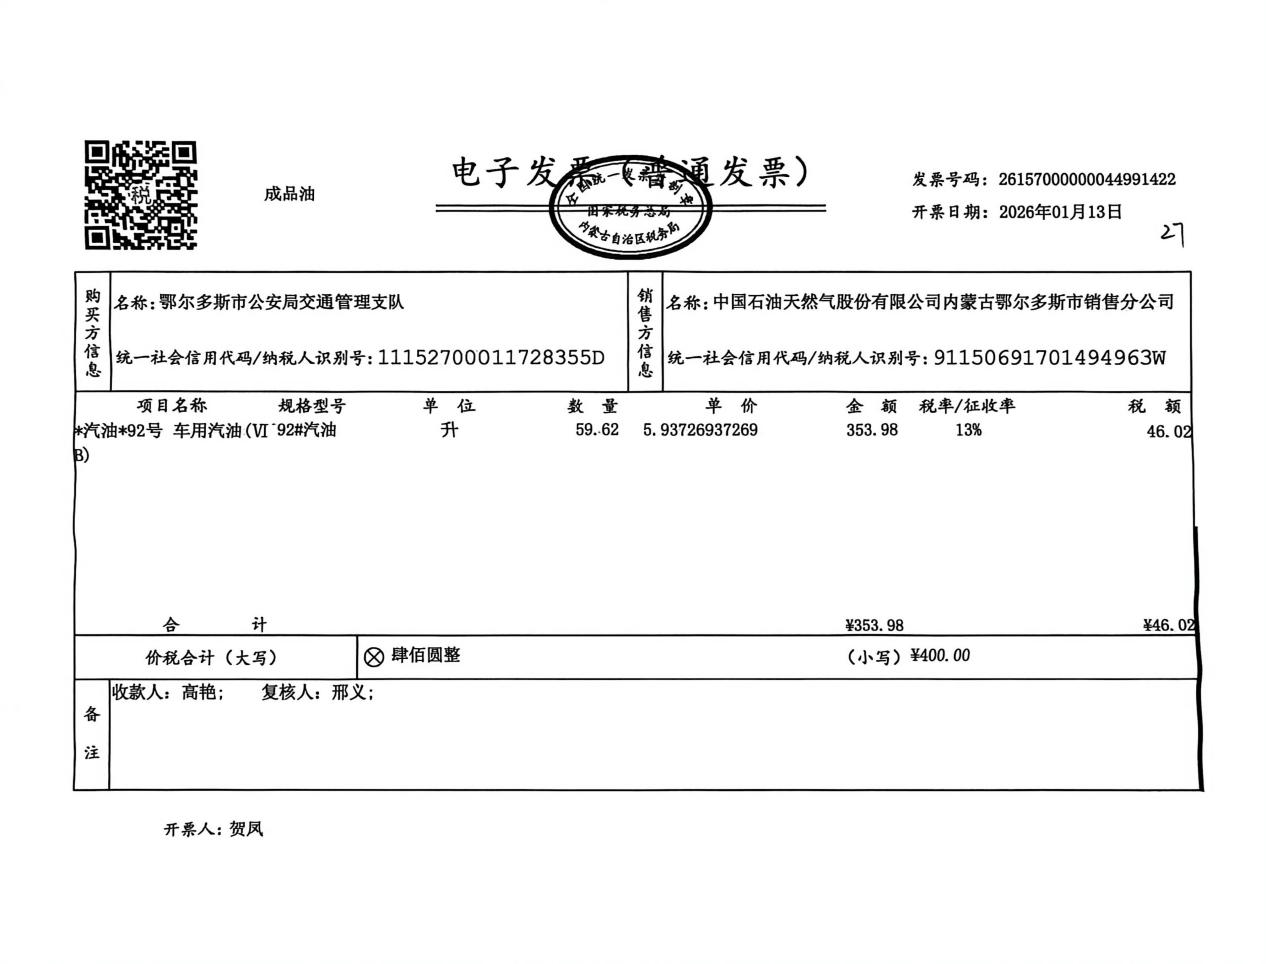 电子发票（普通发票）
税
成品油
全国统一发票监制章
国家税务总局
内蒙古自治区税务局
发票号码：26157000000044991422
开票日期：2026年01月13日
27
购买方信息
名称：鄂尔多斯市公安局交通管理支队
统一社会信用代码/纳税人识别号：11152700011728355D
销售方信息
名称：中国石油天然气股份有限公司内蒙古鄂尔多斯市销售分公司
统一社会信用代码/纳税人识别号：91150691701494963W
项目名称 规格型号 单 位 数 量 单 价 金 额 税率/征收率 税 额
*汽油*92号 车用汽油(Ⅵ 92#汽油 升 59.62 5.93726937269 353.98 13% 46.02
B)
合 计 ¥353.98 ¥46.02
价税合计（大写） ⊗ 肆佰圆整 （小写）¥400.00
备注
收款人：高艳； 复核人：邢义；
开票人：贺凤